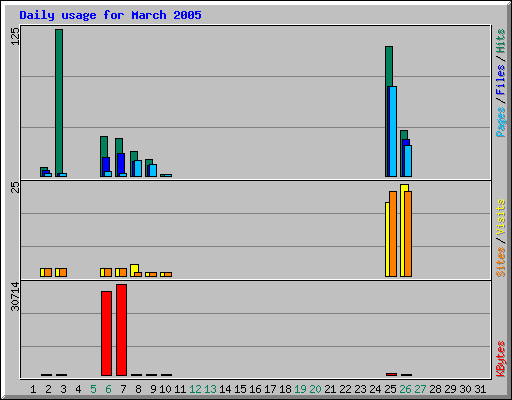 Daily usage for March 2005
125
Pages/Files/Hits
25
Sites/Visits
30714
KBytes
1 2 3 4 5 6 7 8 9 10 11 12 13 14 15 16 17 18 19 20 21 22 23 24 25 26 27 28 29 30 31